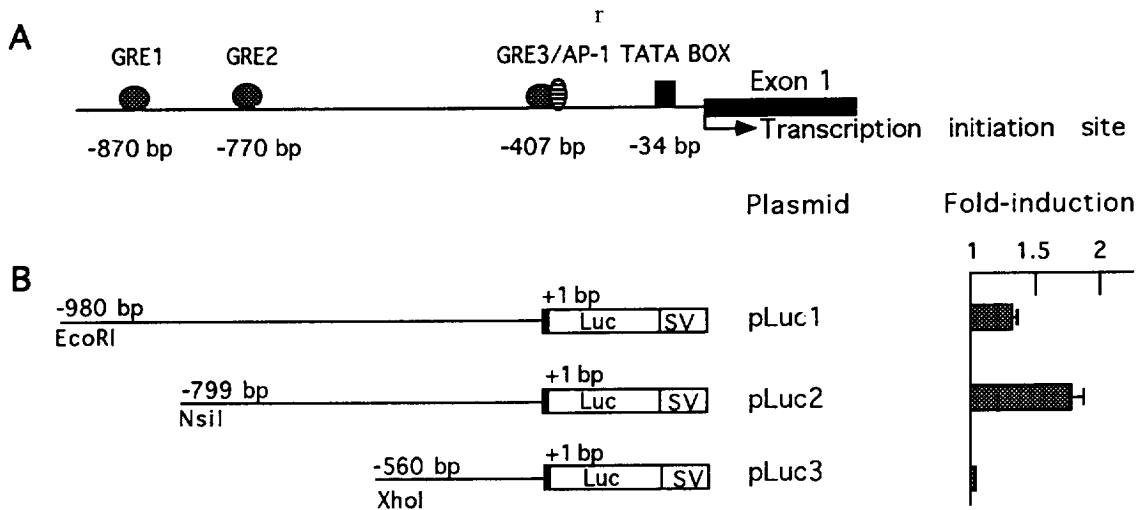 r
A
GRE1 GRE2 GRE3/AP-1 TATA BOX
Exon 1
Transcription initiation site
-870 bp -770 bp -407 bp -34 bp
Plasmid Fold-induction
1 1.5 2
B
-980 bp +1 bp
EcoRI Luc SV pLuc1
-799 bp +1 bp
NsiI Luc SV pLuc2
-560 bp +1 bp
XhoI Luc SV pLuc3